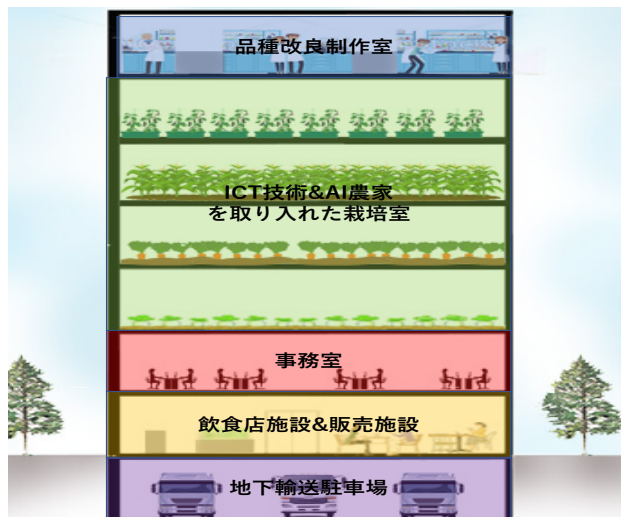 品種改良制作室
ICT技術&AI農家
を取り入れた栽培室
事務室
飲食店施設&販売施設
地下輸送駐車場